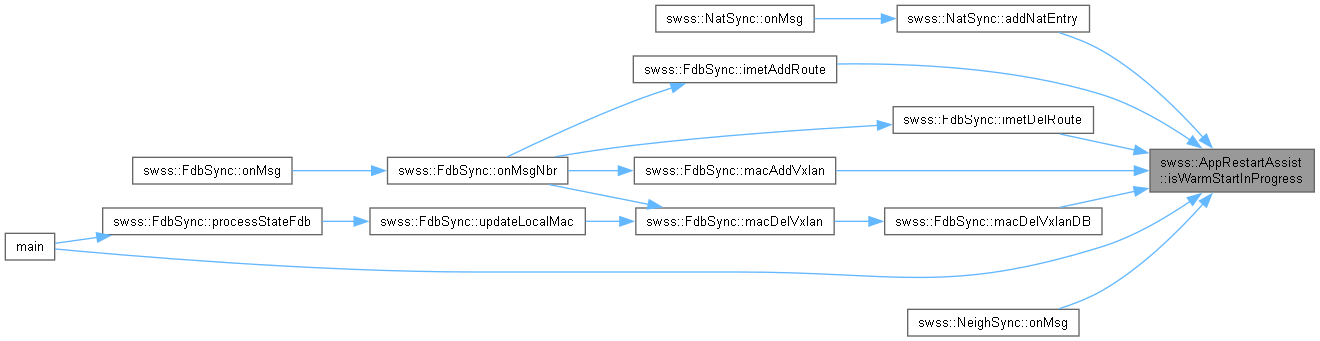 swss::NatSync::onMsg
swss::NatSync::addNatEntry
swss::FdbSync::imetAddRoute
swss::FdbSync::imetDelRoute
swss::FdbSync::onMsg
swss::FdbSync::onMsgNbr
swss::FdbSync::macAddVxlan
swss::AppRestartAssist
::isWarmStartInProgress
swss::FdbSync::processStateFdb
swss::FdbSync::updateLocalMac
swss::FdbSync::macDelVxlan
swss::FdbSync::macDelVxlanDB
main
swss::NeighSync::onMsg